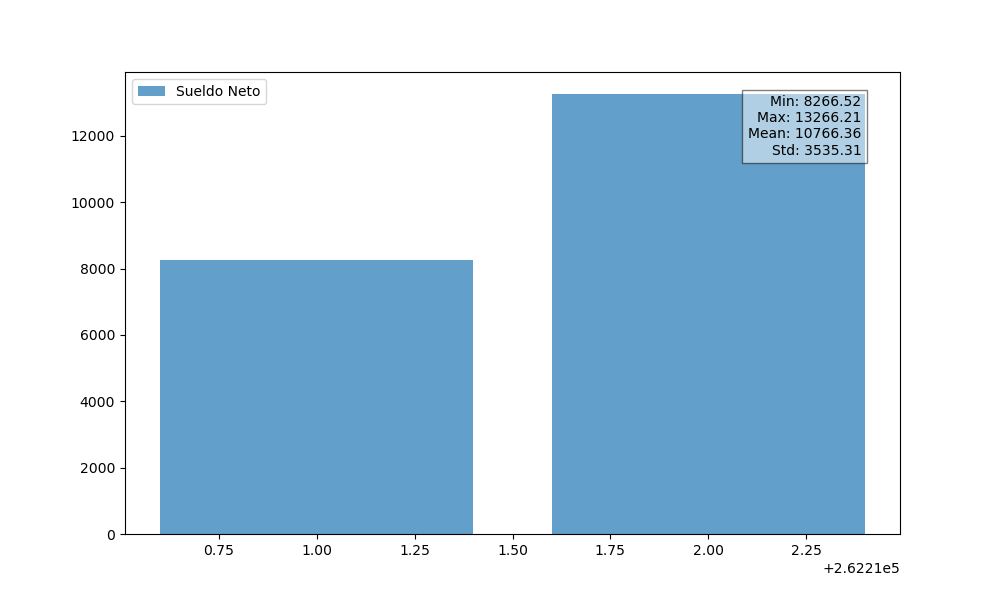 Sueldo Neto
Min: 8266.52
Max: 13266.21
Mean: 10766.36
Std: 3535.31
12000
10000
8000
6000
4000
2000
0
0.75 1.00 1.25 1.50 1.75 2.00 2.25
+2.6221e5